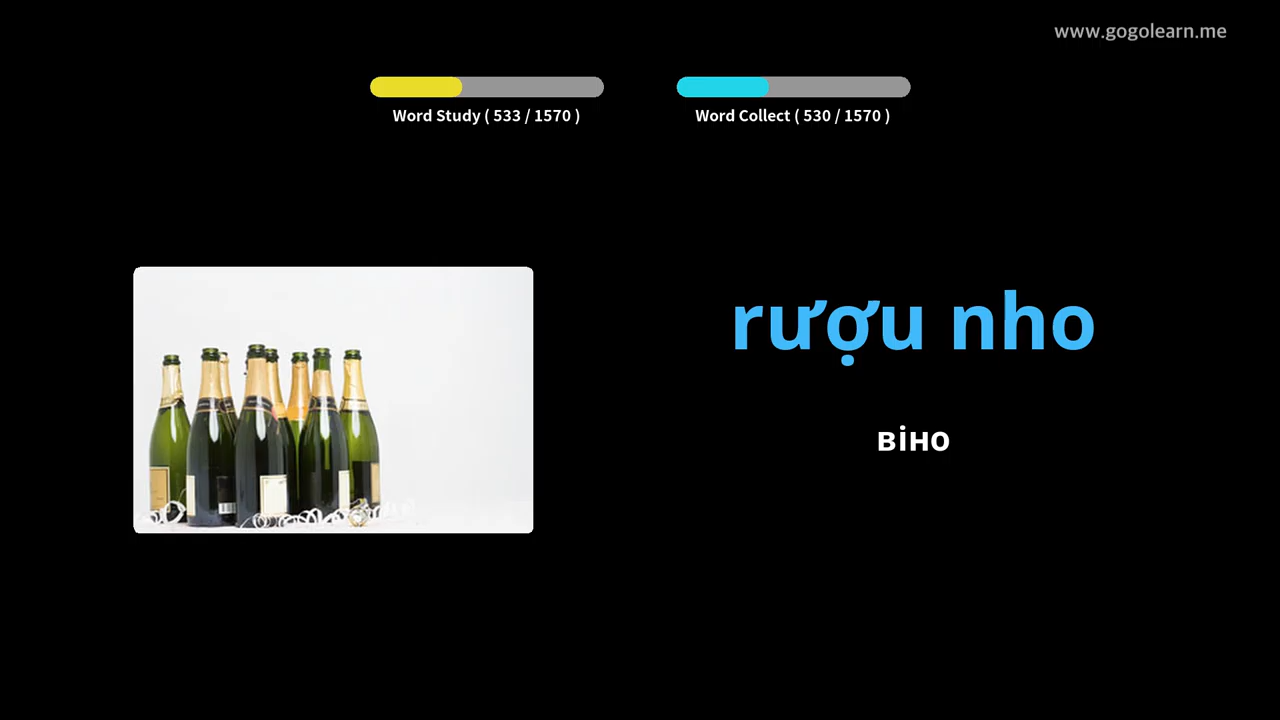 www.gogolearn.me
Word Study ( 533 / 1570 )
Word Collect ( 530 / 1570 )
rượu nho
віно